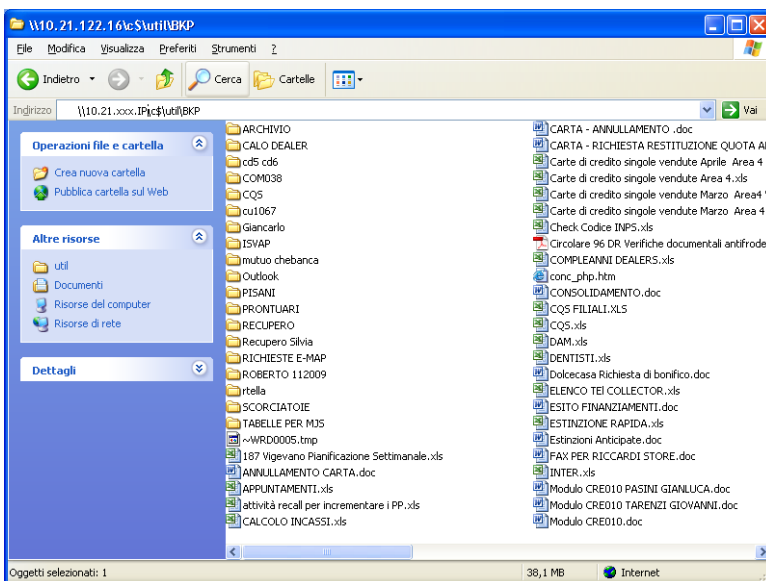 \\10.21.122.16\c$\util\BKP
File Modifica Visualizza Preferiti Strumenti ?
Indietro Cerca Cartelle
Indirizzo \\10.21.xxx.IP\c$\util\BKP Vai
Operazioni file e cartella
Crea nuova cartella
Pubblica cartella sul Web
Altre risorse
util
Documenti
Risorse del computer
Risorse di rete
Dettagli
ARCHIVIO
CALO DEALER
cd5 cd6
COM038
CQS
cu1067
Giancarlo
ISVAP
mutuo chebanca
Outlook
PISANI
PRONTUARI
RECUPERO
Recupero Silvia
RICHIESTE E-MAP
ROBERTO 112009
rtella
SCORCIATOIE
TABELLE PER MJS
~WRD0005.tmp
187 Vigevano Pianificazione Settimanale.xls
ANNULLAMENTO CARTA.doc
APPUNTAMENTI.xls
attività recall per incrementare i PP.xls
CALCOLO INCASSI.xls
CARTA - ANNULLAMENTO .doc
CARTA - RICHIESTA RESTITUZIONE QUOTA A
Carte di credito singole vendute Aprile Area 4
Carte di credito singole vendute Area 4.xls
Carte di credito singole vendute Marzo Area4
Carte di credito singole vendute Marzo Area 4
Check Codice INPS.xls
Circolare 96 DR Verifiche documentali antifrode
COMPLEANNI DEALERS.xls
conc_php.htm
CONSOLIDAMENTO.doc
CQS FILIALI.XLS
CQS.xls
DAM.xls
DENTISTI.xls
Dolcecasa Richiesta di bonifico.doc
ELENCO TEl COLLECTOR.xls
ESITO FINANZIAMENTI.doc
ESTINZIONE RAPIDA.xls
Estinzioni Anticipate.doc
FAX PER RICCARDI STORE.doc
INTER.xls
Modulo CRE010 PASINI GIANLUCA.doc
Modulo CRE010 TARENZI GIOVANNI.doc
Modulo CRE010.doc
Oggetti selezionati: 1 38,1 MB Internet